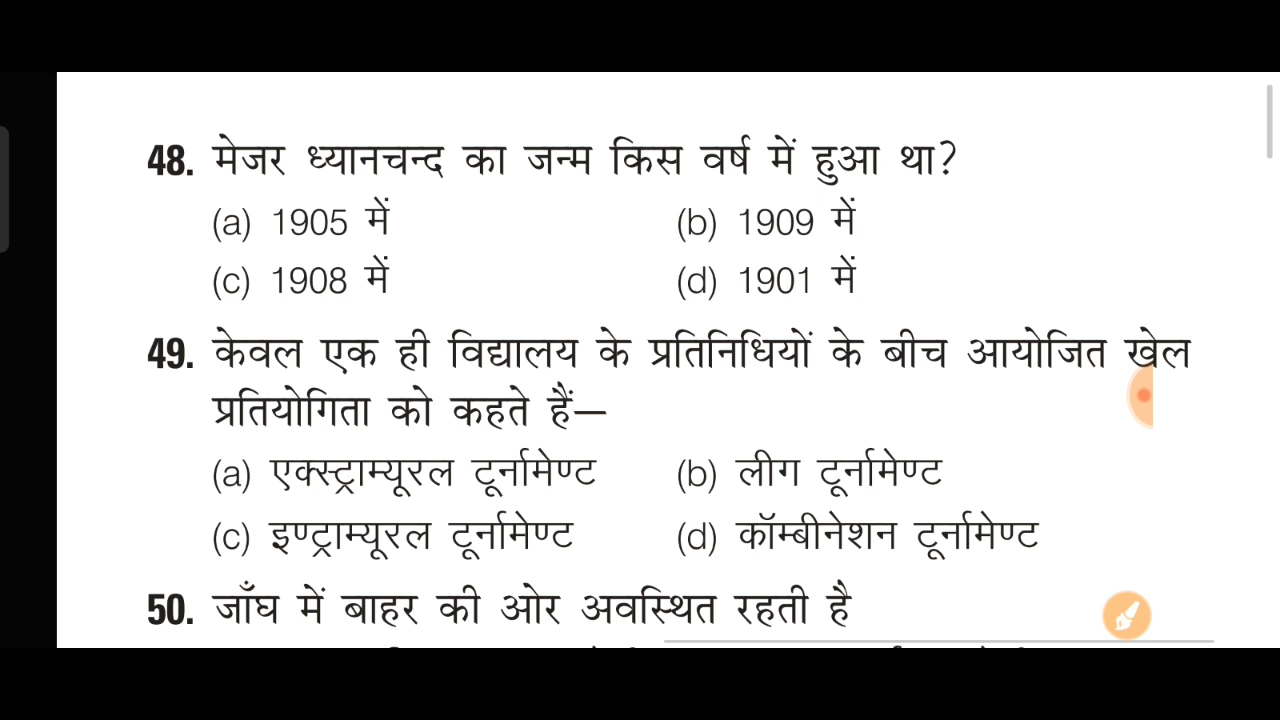 48. मेजर ध्यानचन्द का जन्म किस वर्ष में हुआ था?
(a) 1905 में (b) 1909 में
(c) 1908 में (d) 1901 में
49. केवल एक ही विद्यालय के प्रतिनिधियों के बीच आयोजित खेल
प्रतियोगिता को कहते हैं—
(a) एक्स्ट्राम्यूरल टूर्नामेण्ट (b) लीग टूर्नामेण्ट
(c) इण्ट्राम्यूरल टूर्नामेण्ट (d) कॉम्बीनेशन टूर्नामेण्ट
50. जाँघ में बाहर की ओर अवस्थित रहती है